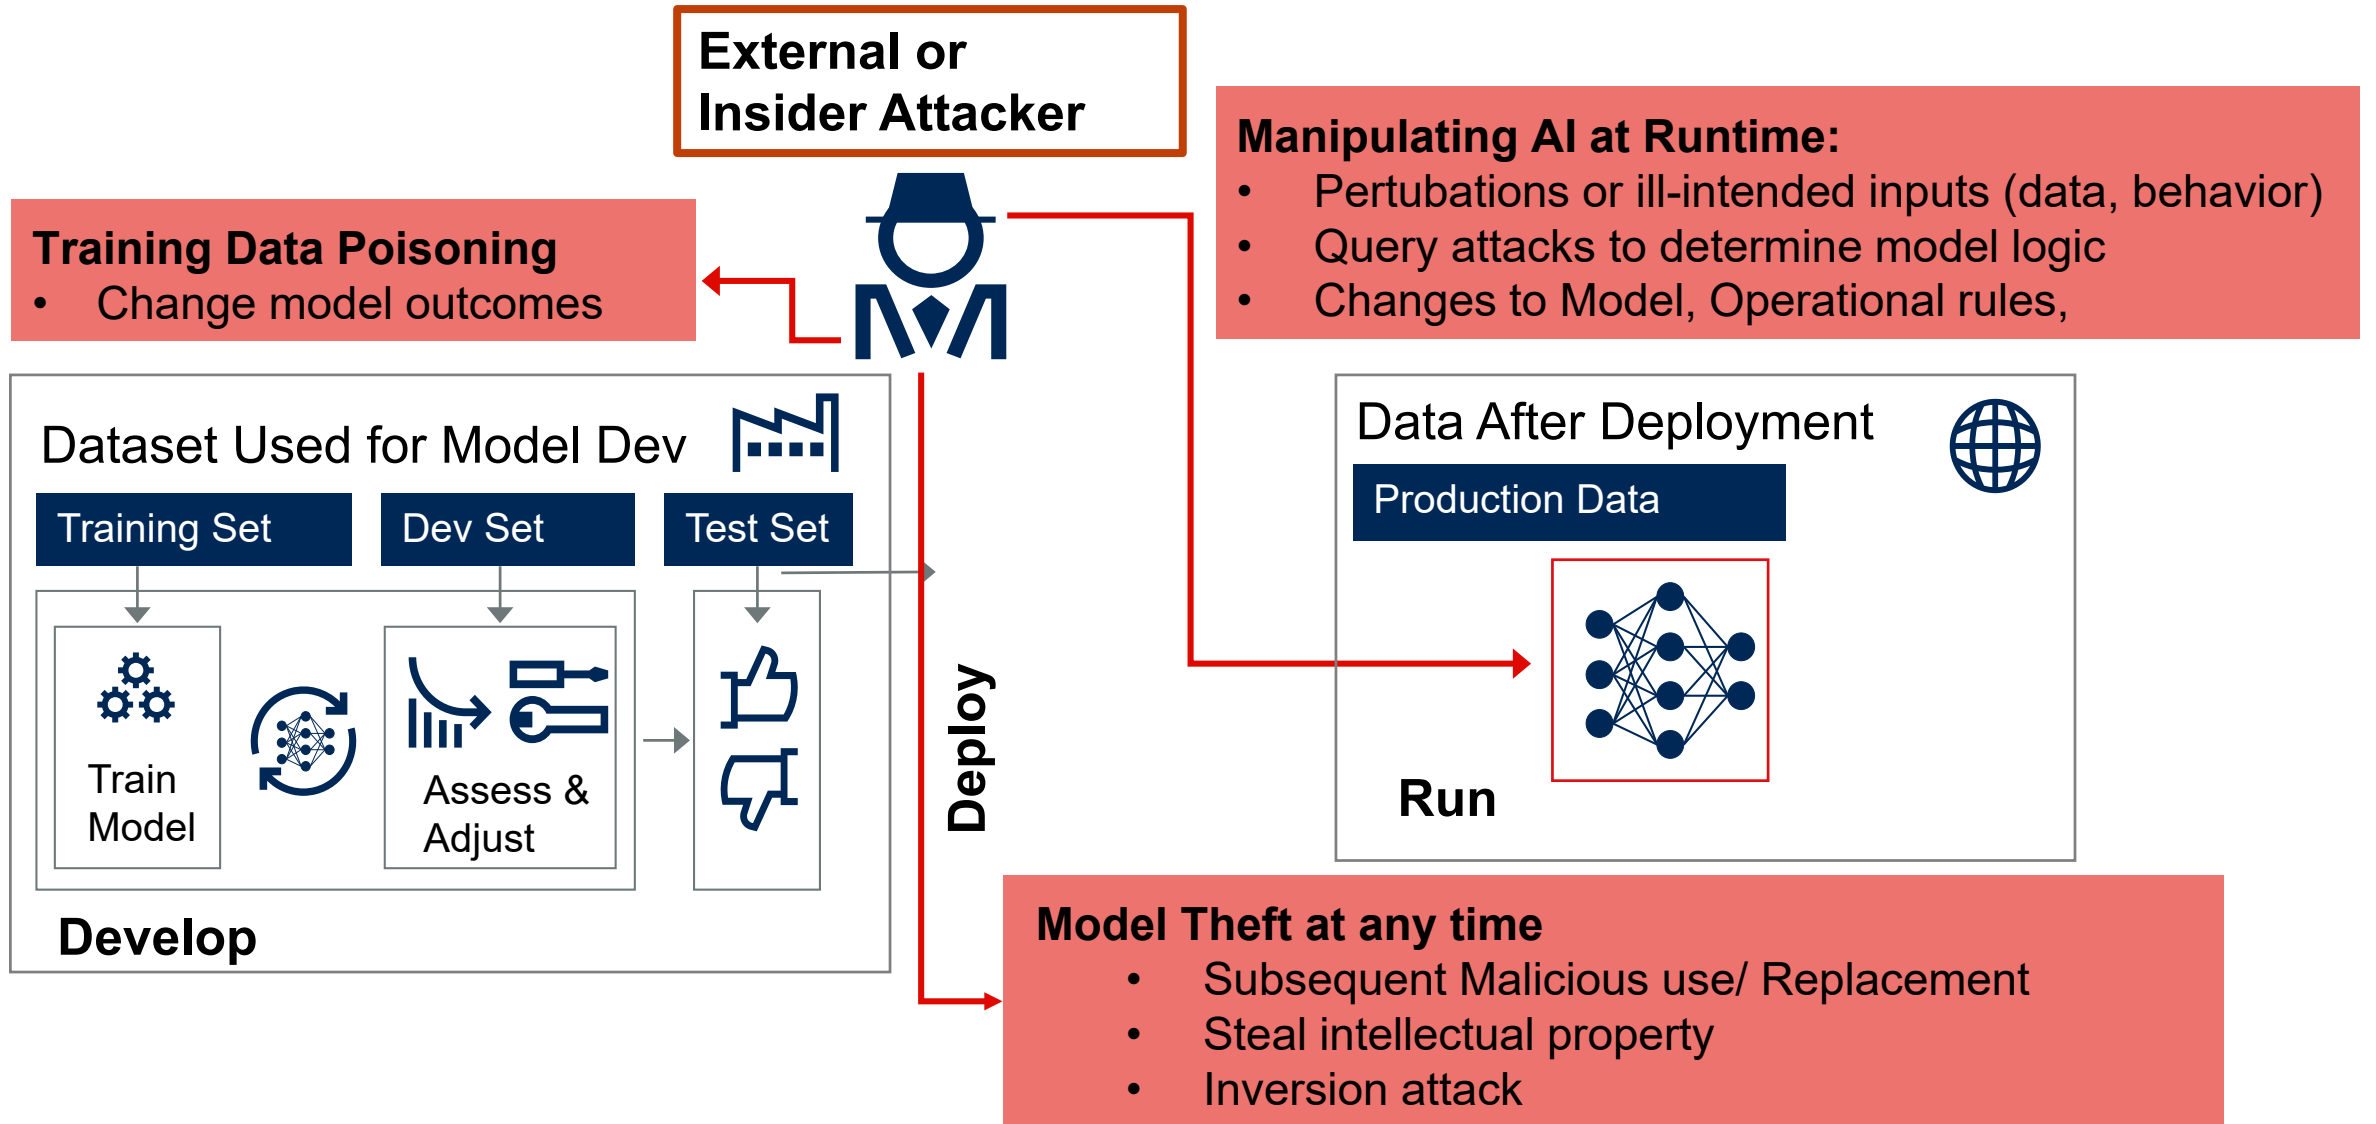 External or
Insider Attacker
Manipulating AI at Runtime:
• Pertubations or ill-intended inputs (data, behavior)
• Query attacks to determine model logic
• Changes to Model, Operational rules,
Training Data Poisoning
• Change model outcomes
Dataset Used for Model Dev
Training Set
Dev Set
Test Set
Train
Model
Assess &
Adjust
Develop
Deploy
Data After Deployment
Production Data
Run
Model Theft at any time
• Subsequent Malicious use/ Replacement
• Steal intellectual property
• Inversion attack